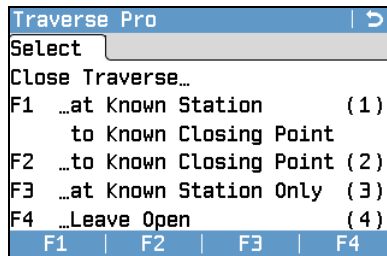 Traverse Pro
Select
Close Traverse…
F1 …at Known Station (1)
to Known Closing Point
F2 …to Known Closing Point (2)
F3 …at Known Station Only (3)
F4 …Leave Open (4)
F1 F2 F3 F4